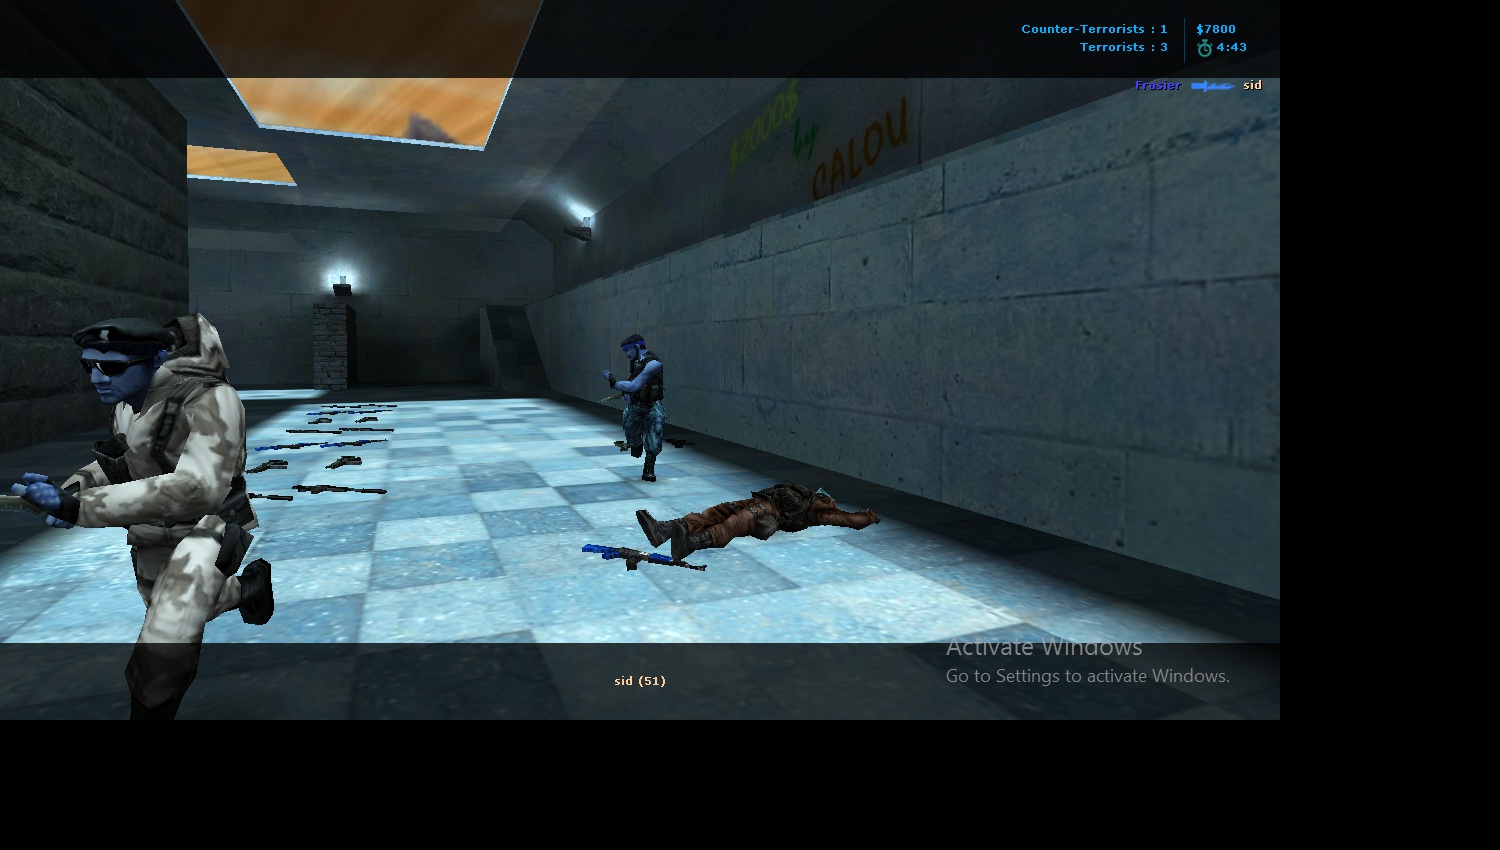 Counter-Terrorists : 1
$7800
Terrorists : 3
4:43
Frasier sid
$2000$
by
CALOU
Activate Windows
Go to Settings to activate Windows.
sid (51)